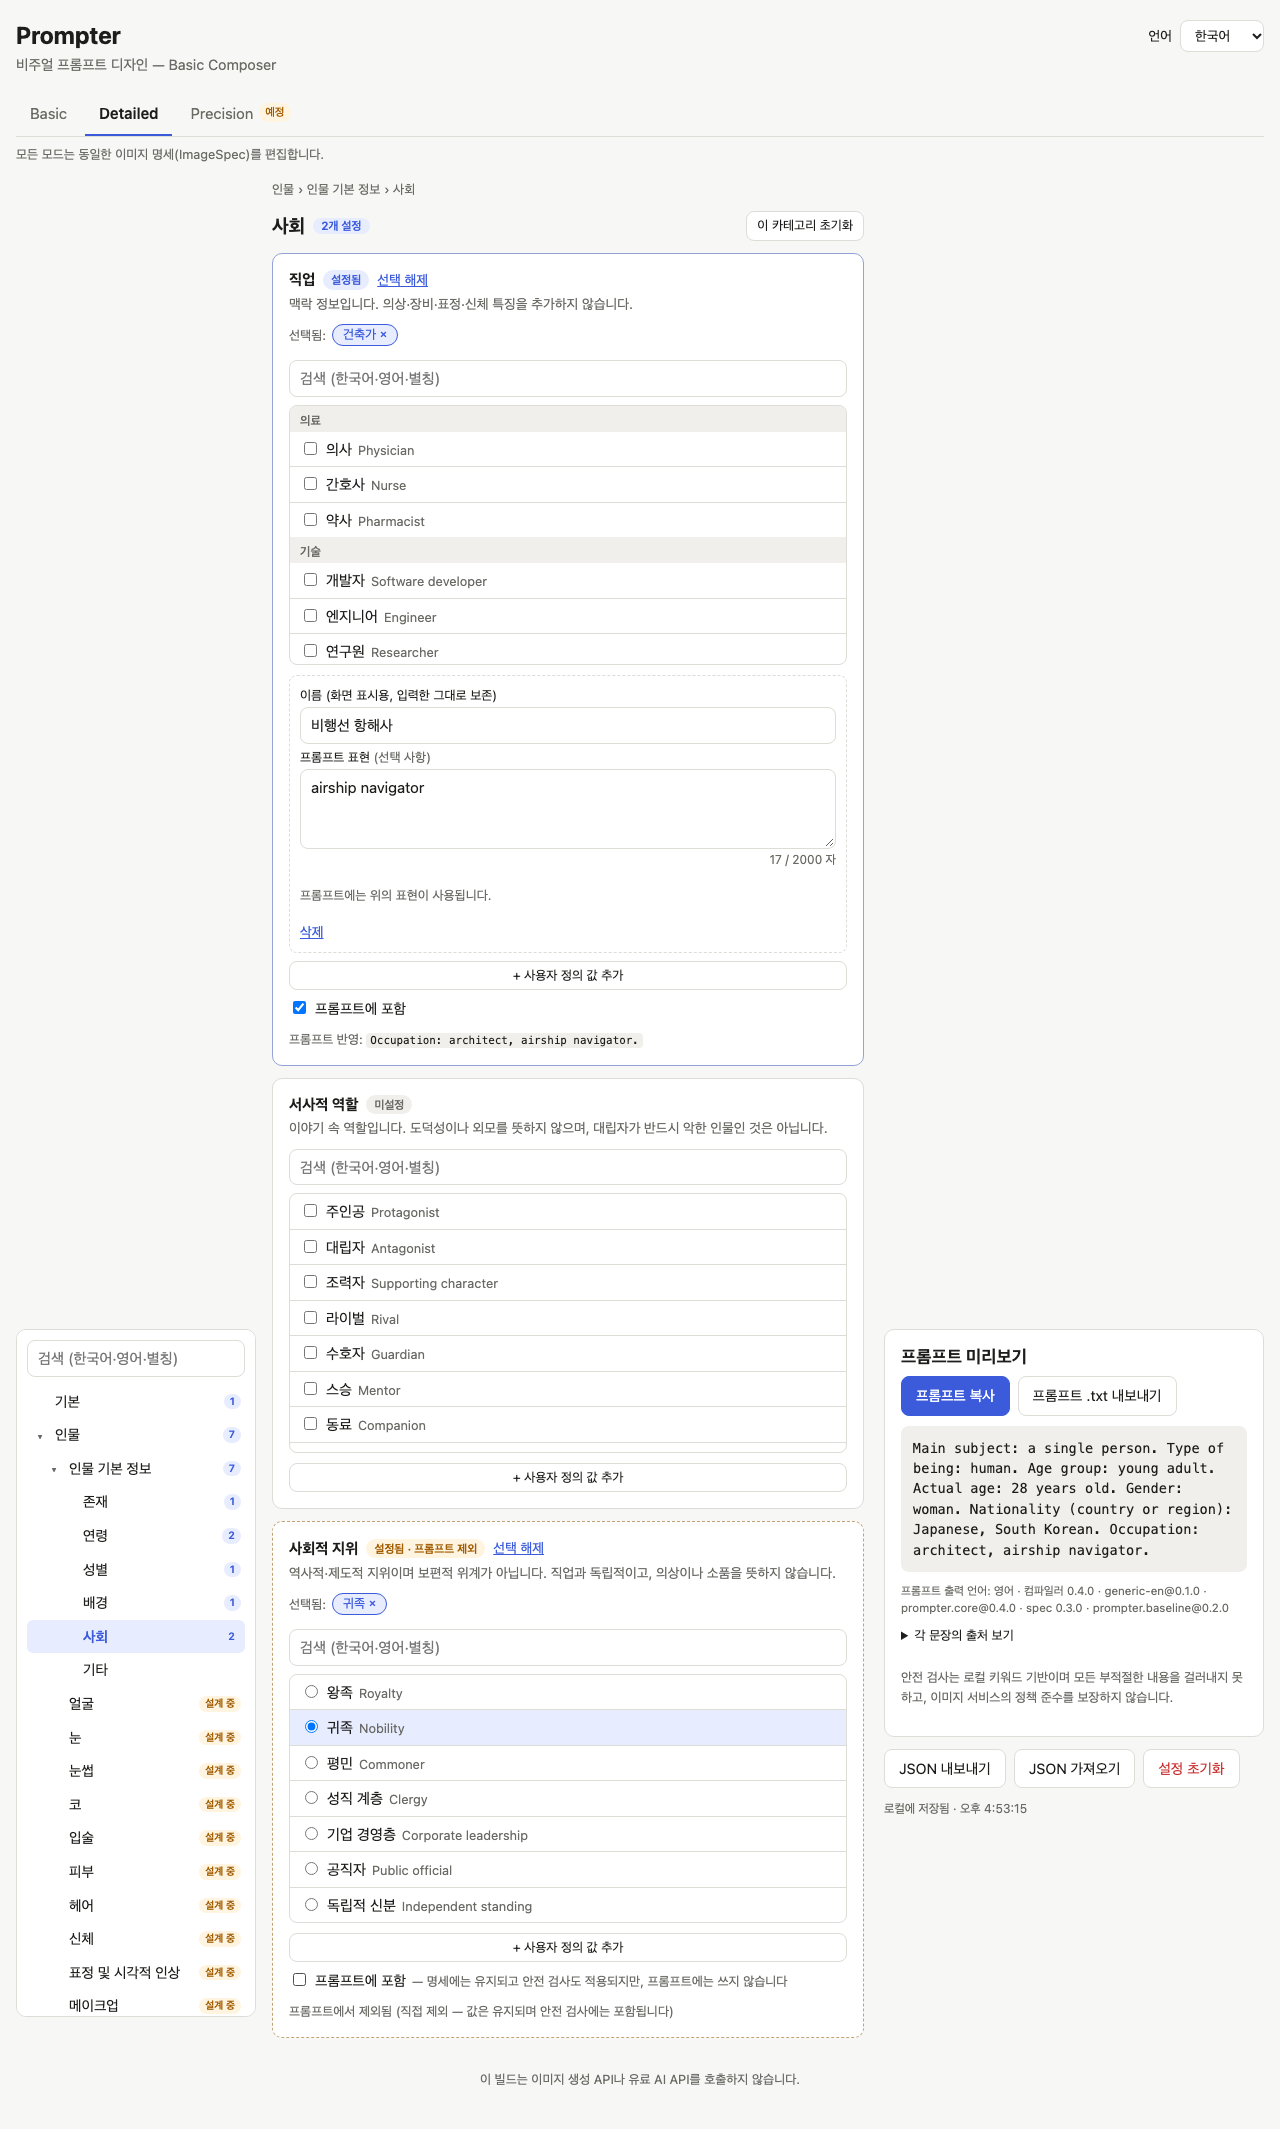 Prompter
언어
한국어
비주얼 프롬프트 디자인 — Basic Composer
Basic
Detailed
Precision 예정
모든 모드는 동일한 이미지 명세(ImageSpec)를 편집합니다.
인물 › 인물 기본 정보 › 사회
사회 2개 설정
이 카테고리 초기화
직업 설정됨 선택 해제
맥락 정보입니다. 의상·장비·표정·신체 특징을 추가하지 않습니다.
선택됨: 건축가 ×
검색 (한국어·영어·별칭)
의료
의사 Physician
간호사 Nurse
약사 Pharmacist
기술
개발자 Software developer
엔지니어 Engineer
연구원 Researcher
이름 (화면 표시용, 입력한 그대로 보존)
비행선 항해사
프롬프트 표현 (선택 사항)
airship navigator
17 / 2000 자
프롬프트에는 위의 표현이 사용됩니다.
삭제
+ 사용자 정의 값 추가
프롬프트에 포함
프롬프트 반영: Occupation: architect, airship navigator.
서사적 역할 미설정
이야기 속 역할입니다. 도덕성이나 외모를 뜻하지 않으며, 대립자가 반드시 악한 인물인 것은 아닙니다.
검색 (한국어·영어·별칭)
주인공 Protagonist
대립자 Antagonist
조력자 Supporting character
라이벌 Rival
수호자 Guardian
스승 Mentor
동료 Companion
+ 사용자 정의 값 추가
사회적 지위 설정됨 · 프롬프트 제외 선택 해제
역사적·제도적 지위이며 보편적 위계가 아닙니다. 직업과 독립적이고, 의상이나 소품을 뜻하지 않습니다.
선택됨: 귀족 ×
검색 (한국어·영어·별칭)
왕족 Royalty
귀족 Nobility
평민 Commoner
성직 계층 Clergy
기업 경영층 Corporate leadership
공직자 Public official
독립적 신분 Independent standing
+ 사용자 정의 값 추가
프롬프트에 포함 — 명세에는 유지되고 안전 검사도 적용되지만, 프롬프트에는 쓰지 않습니다
프롬프트에서 제외됨 (직접 제외 — 값은 유지되며 안전 검사에는 포함됩니다)
검색 (한국어·영어·별칭)
기본 1
▾ 인물 7
▾ 인물 기본 정보 7
존재 1
연령 2
성별 1
배경 1
사회 2
기타
얼굴 설계 중
눈 설계 중
눈썹 설계 중
코 설계 중
입술 설계 중
피부 설계 중
헤어 설계 중
신체 설계 중
표정 및 시각적 인상 설계 중
메이크업 설계 중
프롬프트 미리보기
프롬프트 복사
프롬프트 .txt 내보내기
Main subject: a single person. Type of
being: human. Age group: young adult.
Actual age: 28 years old. Gender:
woman. Nationality (country or region):
Japanese, South Korean. Occupation:
architect, airship navigator.
프롬프트 출력 언어: 영어 · 컴파일러 0.4.0 · generic-en@0.1.0 ·
prompter.core@0.4.0 · spec 0.3.0 · prompter.baseline@0.2.0
▶ 각 문장의 출처 보기
안전 검사는 로컬 키워드 기반이며 모든 부적절한 내용을 걸러내지 못
하고, 이미지 서비스의 정책 준수를 보장하지 않습니다.
JSON 내보내기
JSON 가져오기
설정 초기화
로컬에 저장됨 · 오후 4:53:15
이 빌드는 이미지 생성 API나 유료 AI API를 호출하지 않습니다.